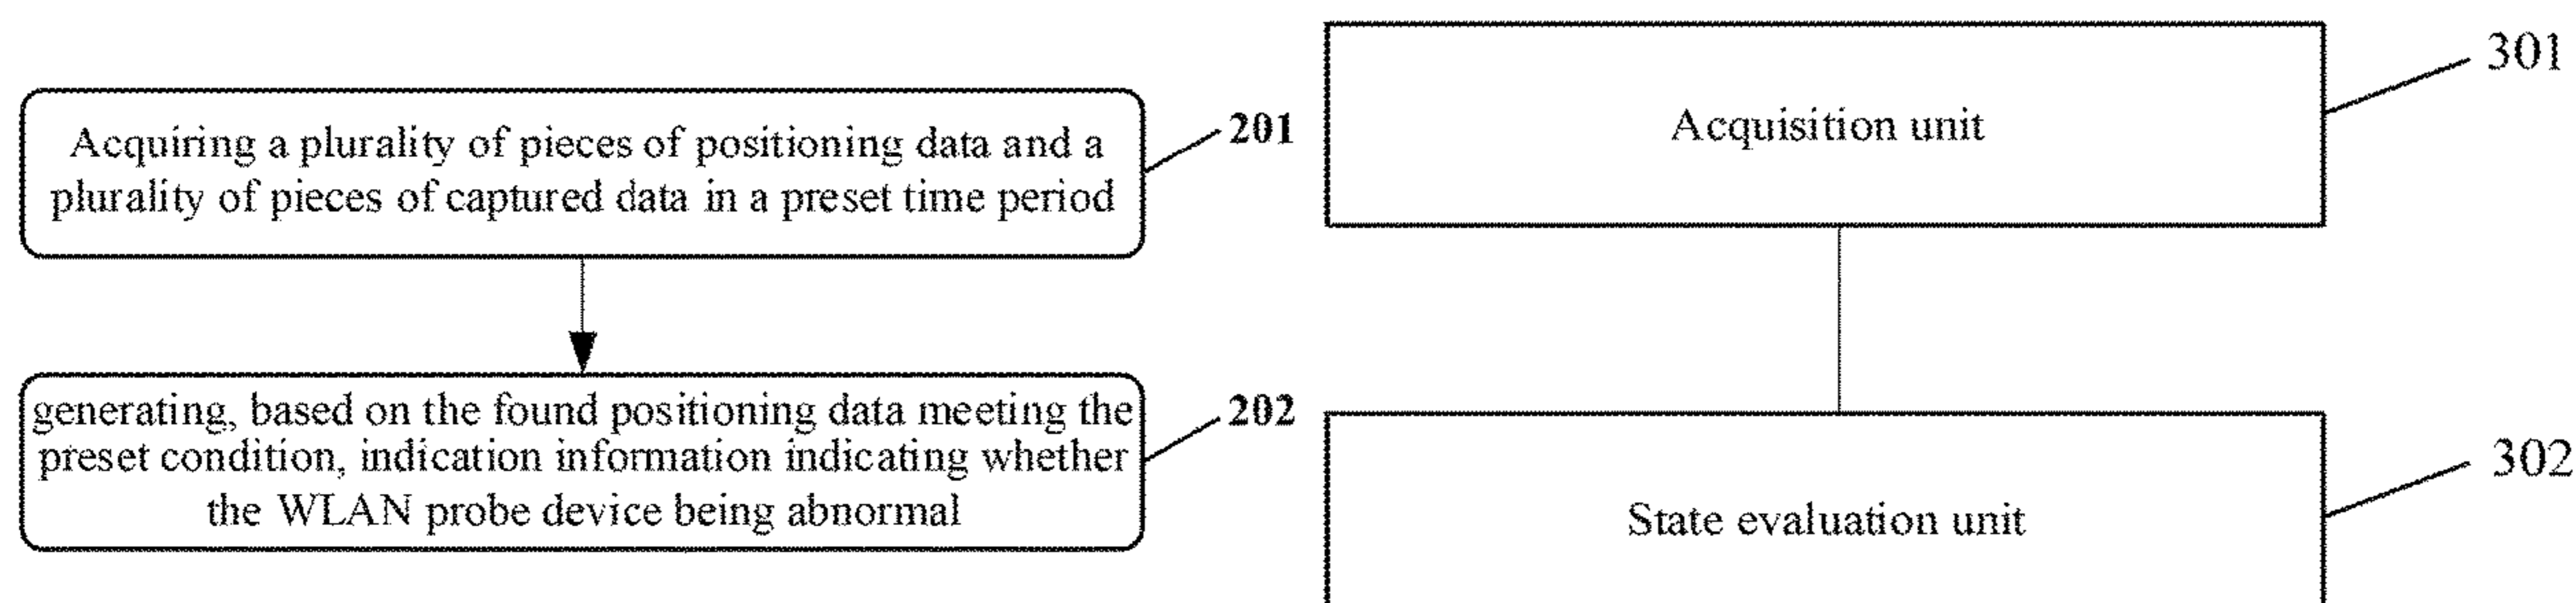 Acquiring a plurality of pieces of positioning data and a
plurality of pieces of captured data in a preset time period
201
generating, based on the found positioning data meeting the
preset condition, indication information indicating whether
the WLAN probe device being abnormal
202
Acquisition unit
301
State evaluation unit
302